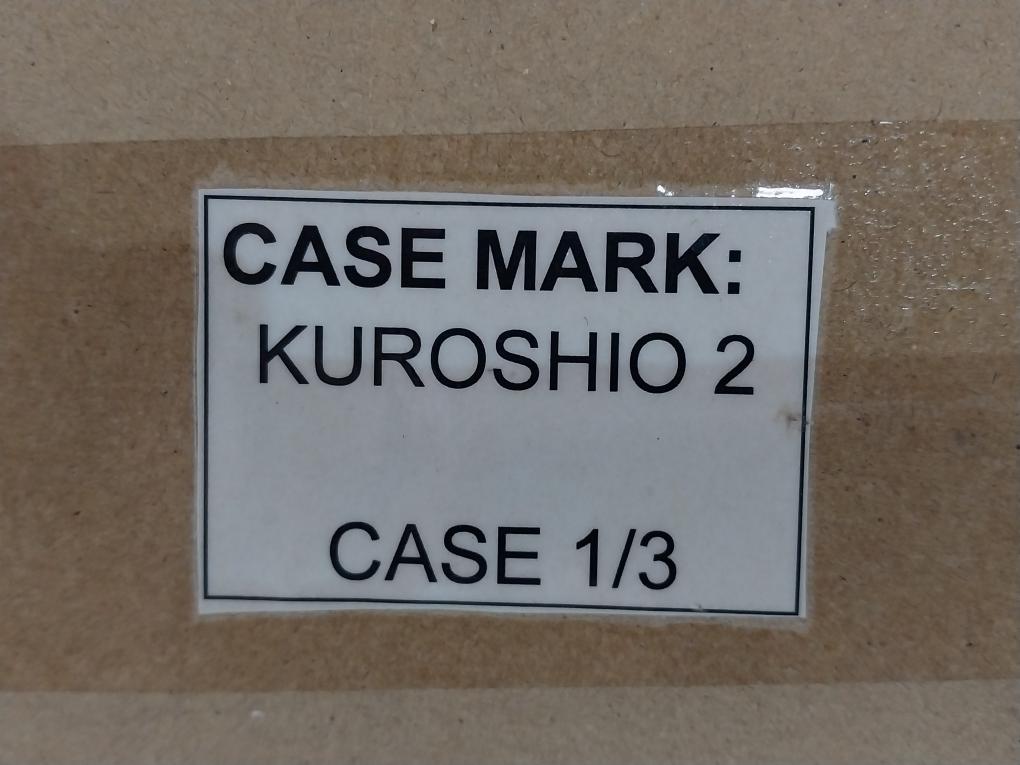 CASE MARK:
KUROSHIO 2
CASE 1/3